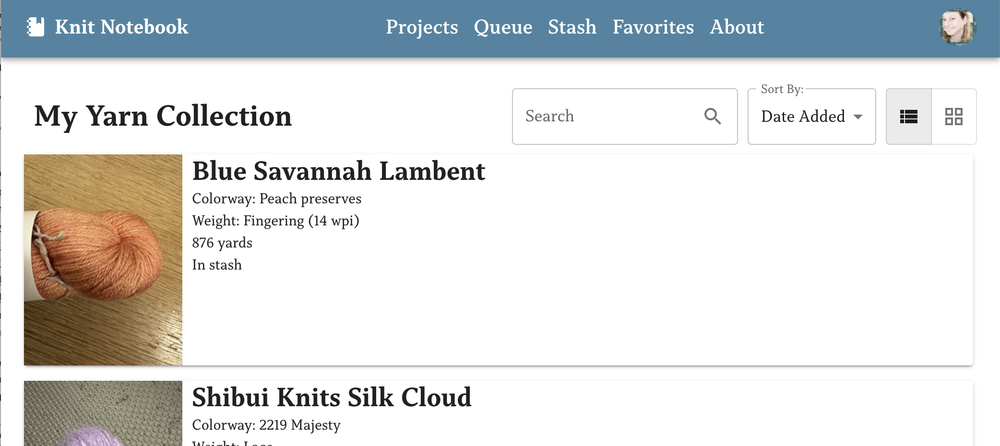 Knit Notebook
Projects Queue Stash Favorites About
My Yarn Collection
Search
Sort By:
Date Added
Blue Savannah Lambent
Colorway: Peach preserves
Weight: Fingering (14 wpi)
876 yards
In stash
Shibui Knits Silk Cloud
Colorway: 2219 Majesty
Weight: Lace